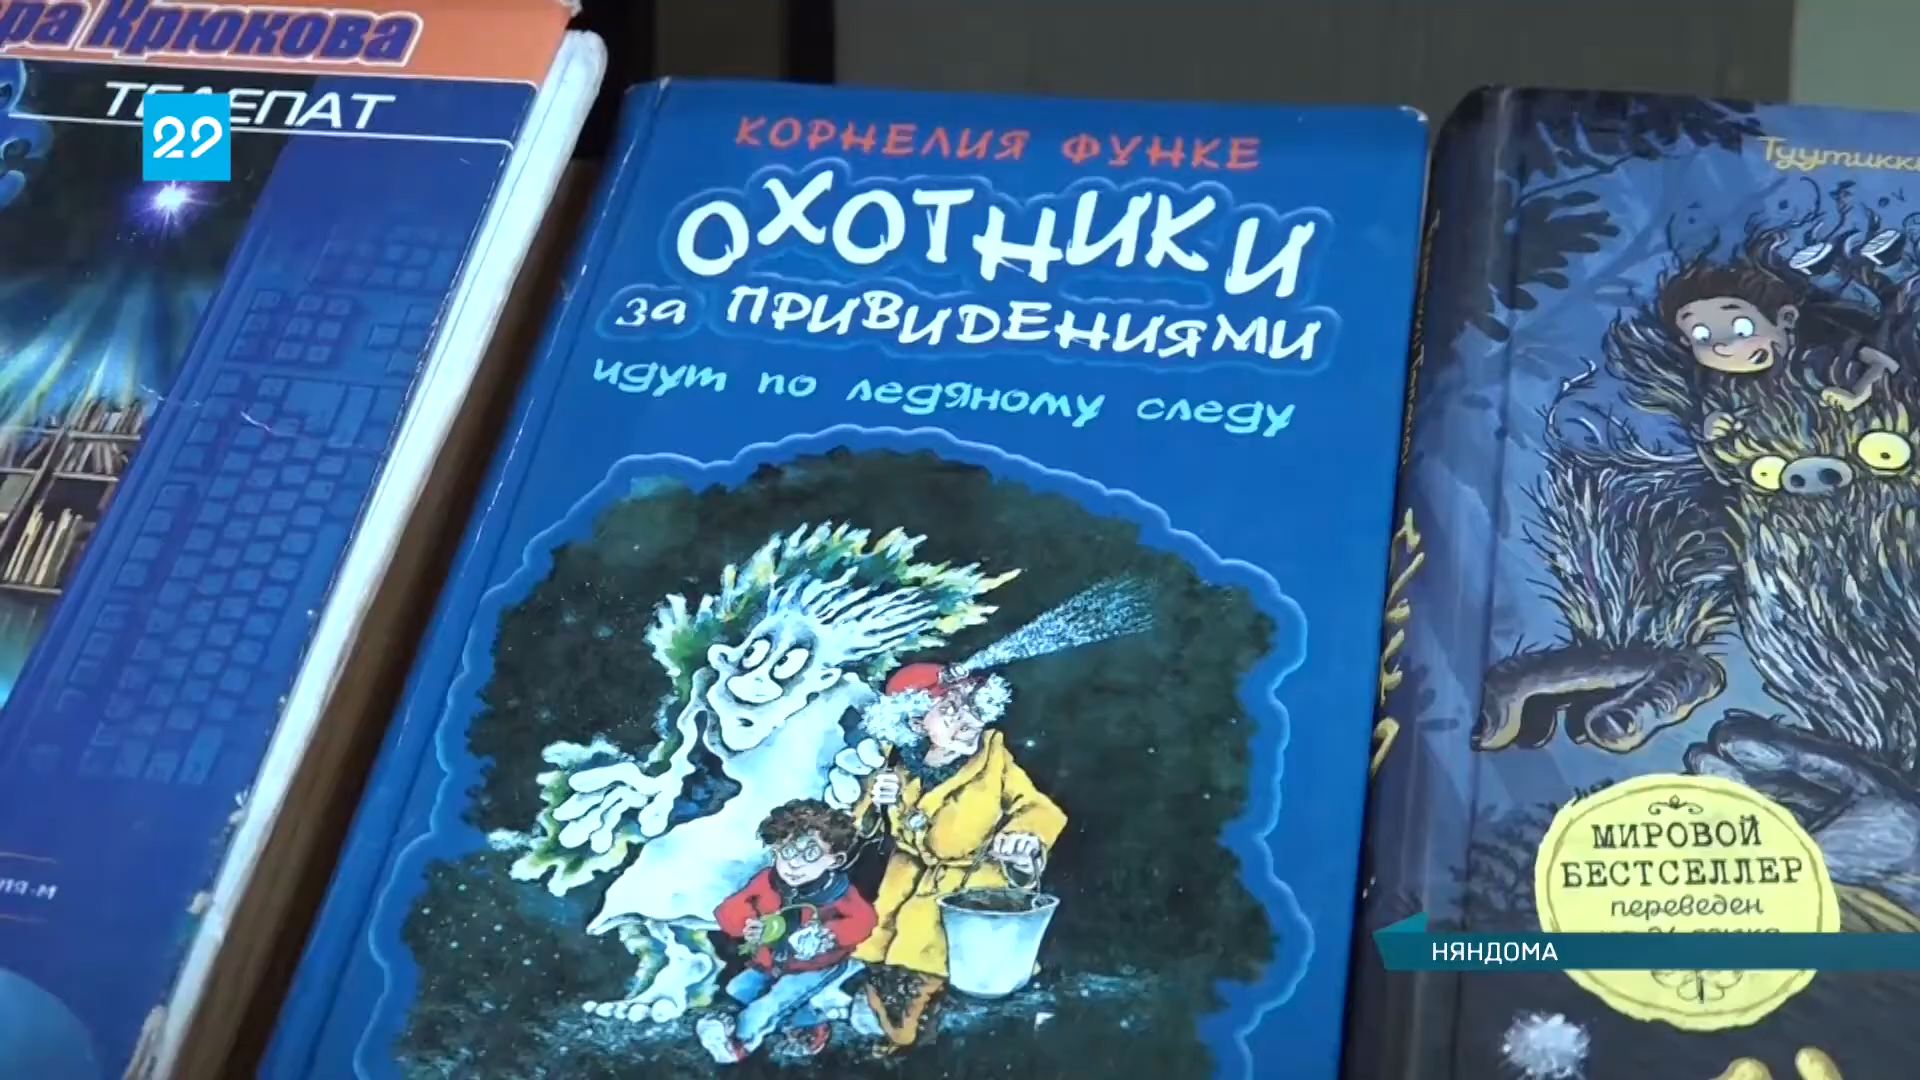 ра Крюкова
ТЕЛЕПАТ
29
КОРНЕЛИЯ ФУНКЕ
ОХОТНИКИ
за ПРИВИДЕНИЯМИ
идут по ледяному следу
Туутикки
МИРОВОЙ
БЕСТСЕЛЛЕР
переведен
НЯНДОМА